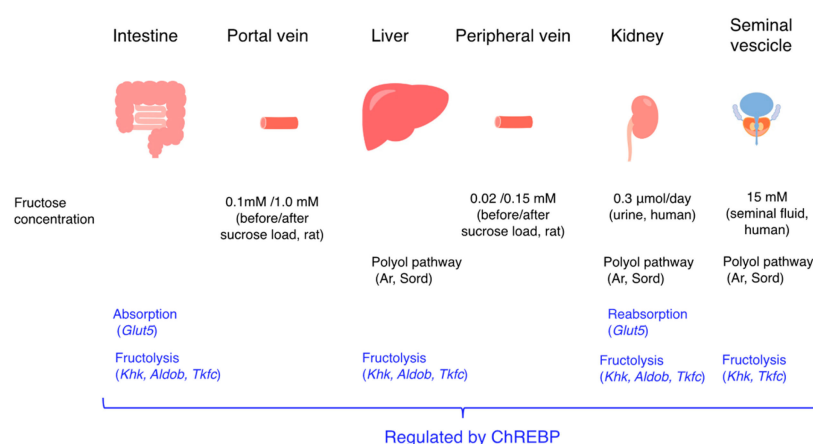 Intestine
Portal vein
Liver
Peripheral vein
Kidney
Seminal
vescicle
Fructose
concentration
0.1mM /1.0 mM
(before/after
sucrose load, rat)
0.02 /0.15 mM
(before/after
sucrose load, rat)
0.3 μmol/day
(urine, human)
15 mM
(seminal fluid,
human)
Polyol pathway
(Ar, Sord)
Polyol pathway
(Ar, Sord)
Polyol pathway
(Ar, Sord)
Absorption
(Glut5)
Reabsorption
(Glut5)
Fructolysis
(Khk, Aldob, Tkfc)
Fructolysis
(Khk, Aldob, Tkfc)
Fructolysis
(Khk, Aldob, Tkfc)
Fructolysis
(Khk, Tkfc)
Regulated by ChREBP